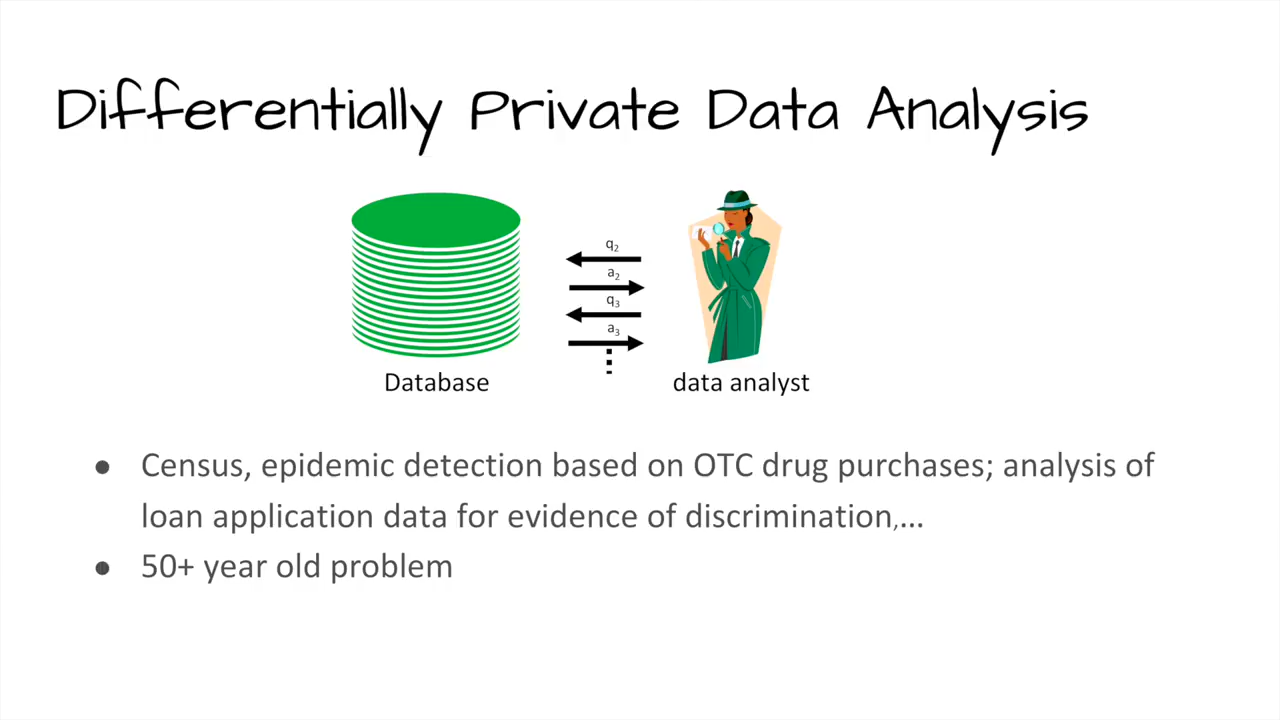 Differentially Private Data Analysis
q2
a2
q3
a3
Database
data analyst
● Census, epidemic detection based on OTC drug purchases; analysis of
loan application data for evidence of discrimination,...
● 50+ year old problem